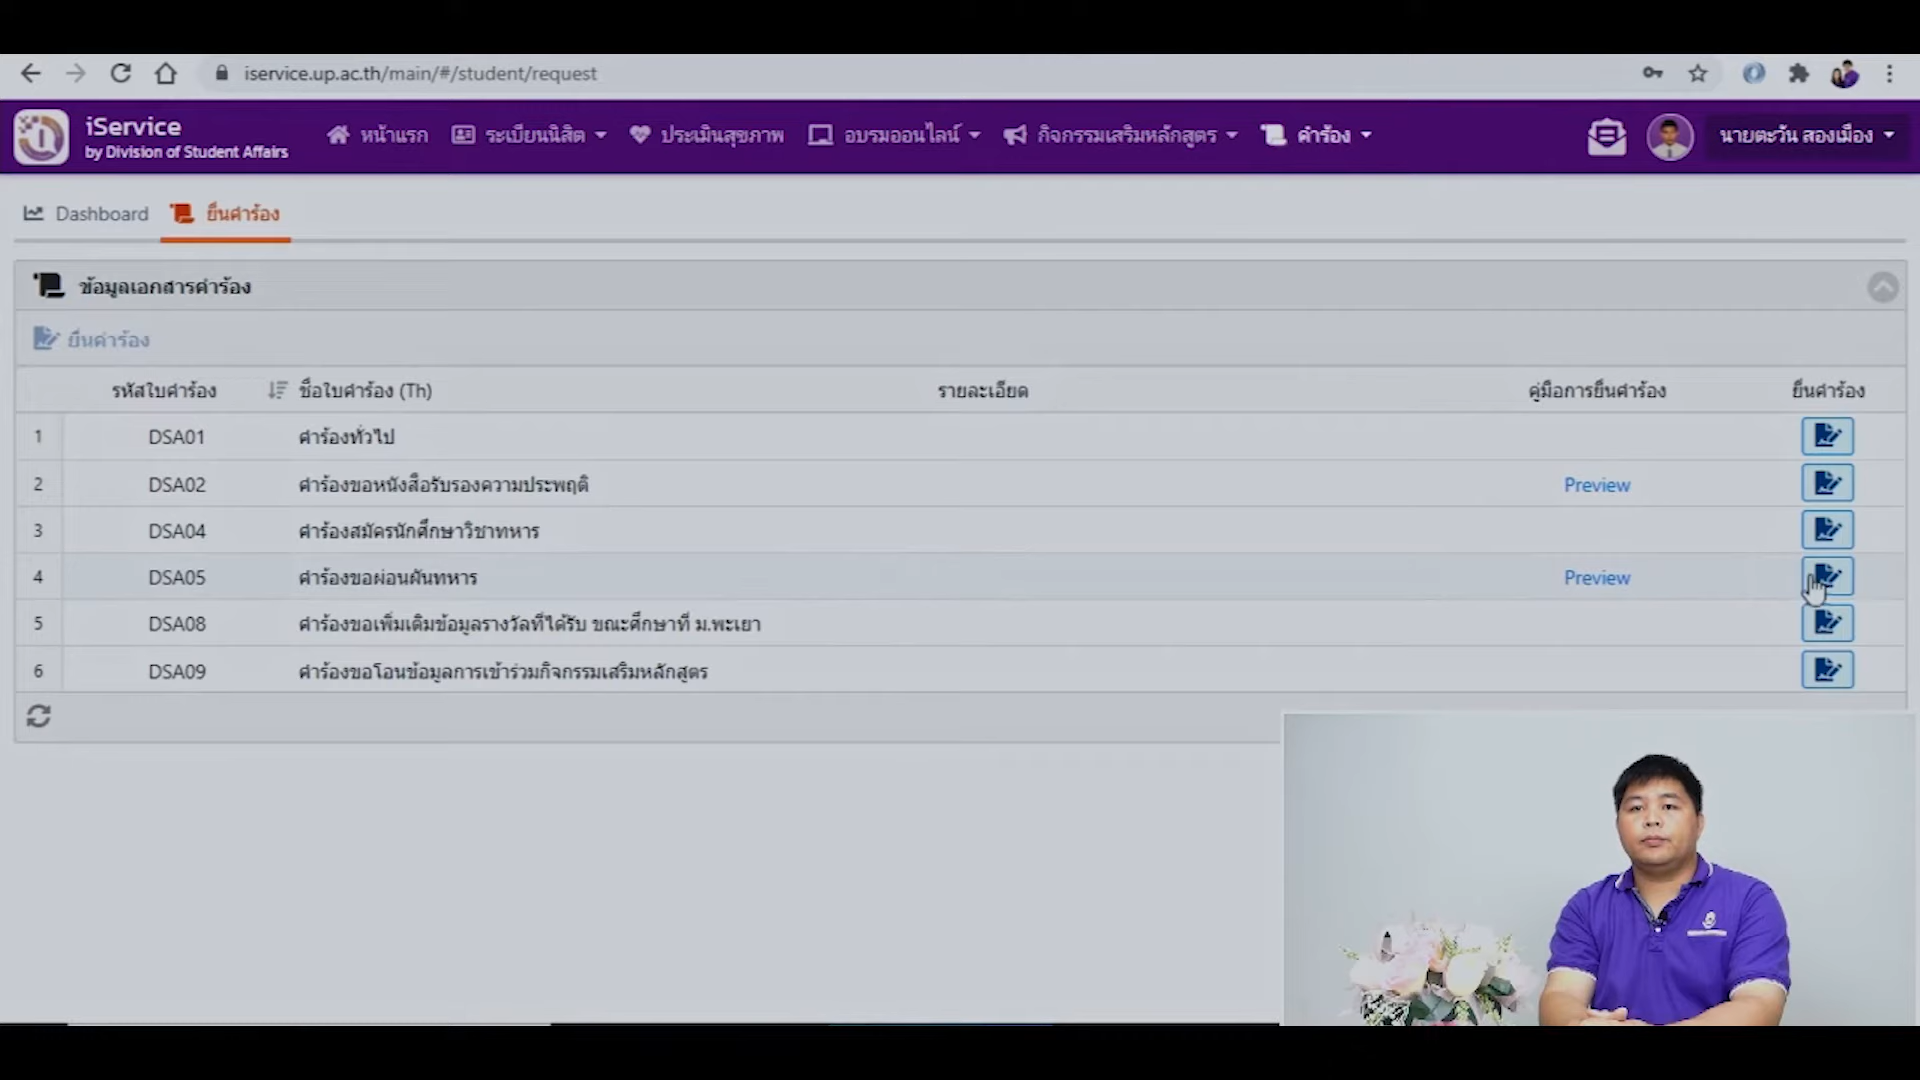 iservice.up.ac.th/main/#/student/request
iService
by Division of Student Affairs
หน้าแรก ระเบียนนิสิต ประเมินสุขภาพ อบรมออนไลน์ กิจกรรมเสริมหลักสูตร คำร้อง นายตะวัน สองเมือง
Dashboard ยื่นคำร้อง
ข้อมูลเอกสารคำร้อง
ยื่นคำร้อง
รหัสใบคำร้อง ชื่อใบคำร้อง (Th) รายละเอียด คู่มือการยื่นคำร้อง ยื่นคำร้อง
1 DSA01 คำร้องทั่วไป
2 DSA02 คำร้องขอหนังสือรับรองความประพฤติ Preview
3 DSA04 คำร้องสมัครนักศึกษาวิชาทหาร
4 DSA05 คำร้องขอผ่อนผันทหาร Preview
5 DSA08 คำร้องขอเพิ่มเติมข้อมูลรางวัลที่ได้รับ ขณะศึกษาที่ ม.พะเยา
6 DSA09 คำร้องขอโอนข้อมูลการเข้าร่วมกิจกรรมเสริมหลักสูตร